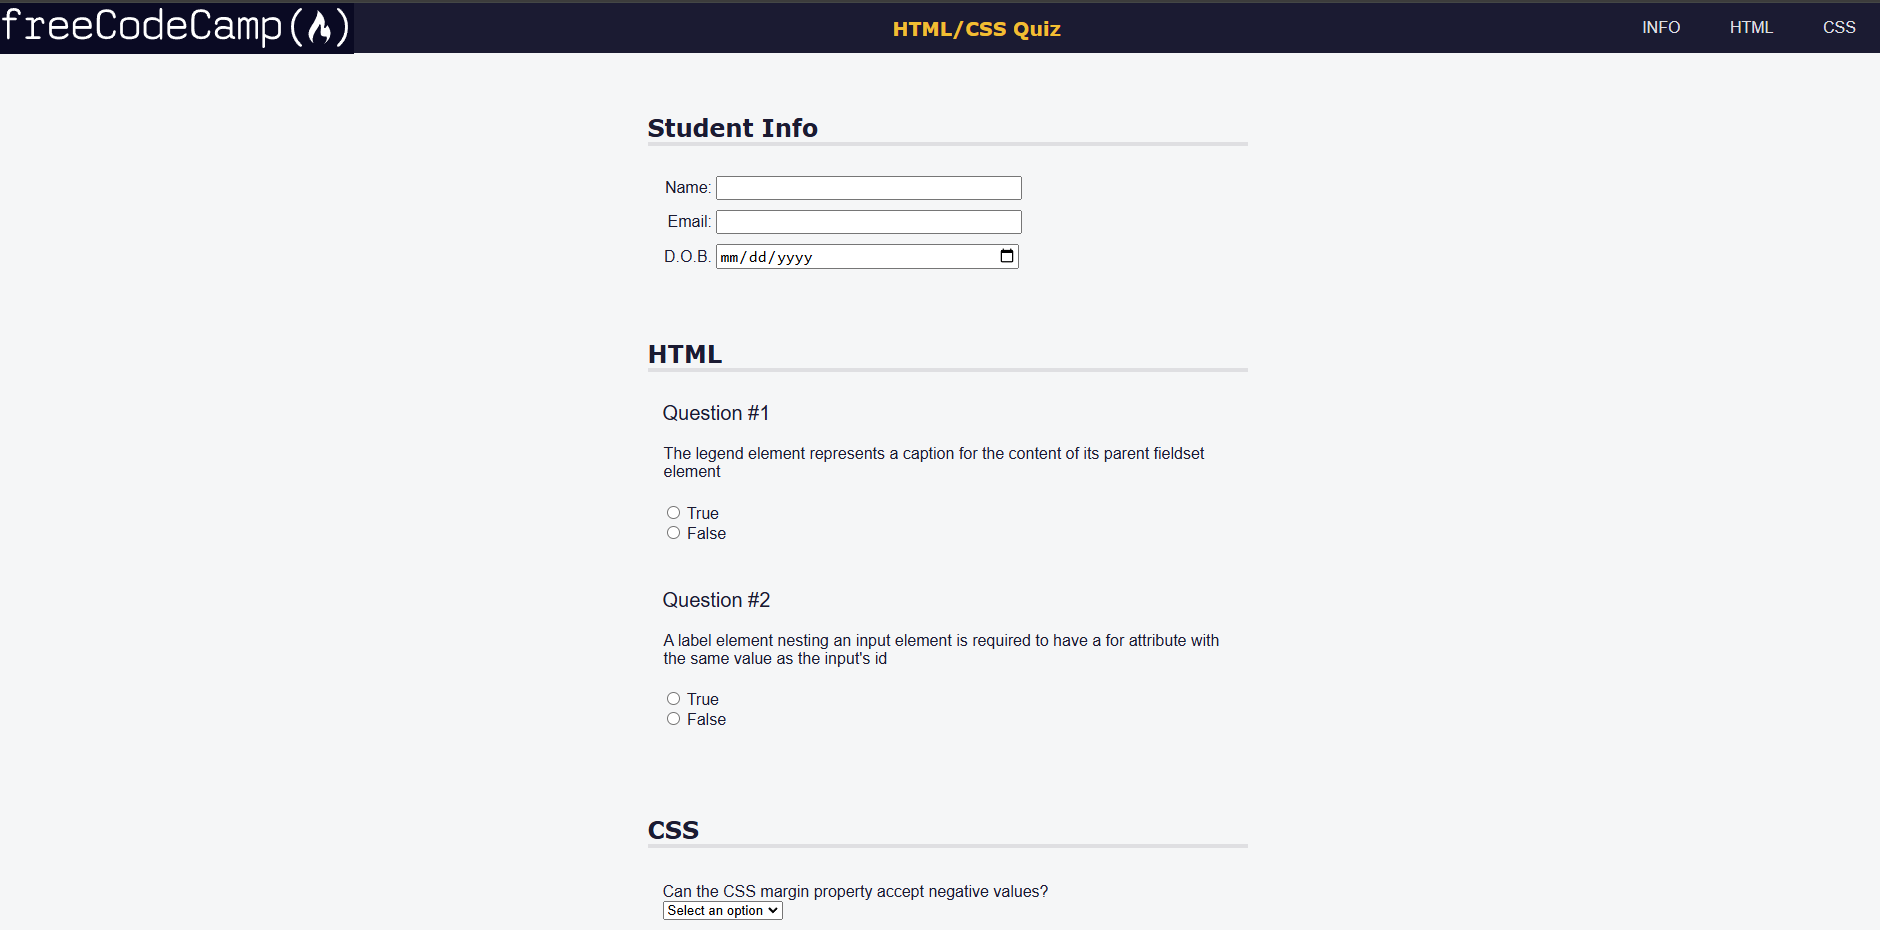 freeCodeCamp(🔥)
HTML/CSS Quiz
INFO
HTML
CSS
Student Info
Name:
Email:
D.O.B. mm/dd/yyyy
HTML
Question #1
The legend element represents a caption for the content of its parent fieldset
element
True
False
Question #2
A label element nesting an input element is required to have a for attribute with
the same value as the input's id
True
False
CSS
Can the CSS margin property accept negative values?
Select an option